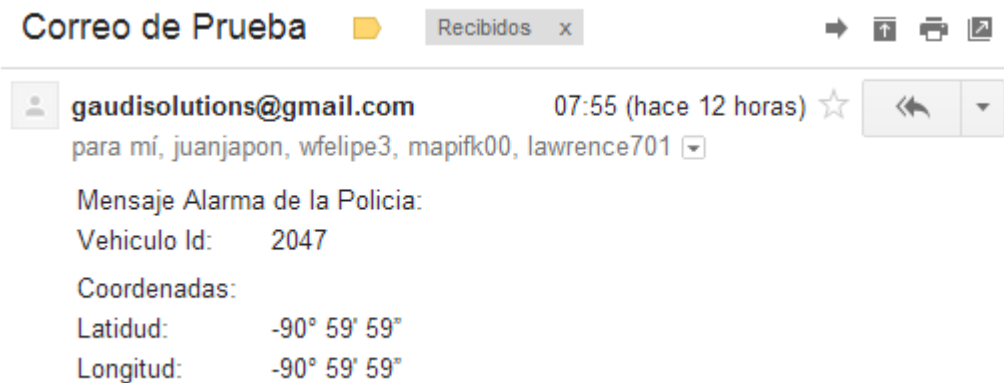 Correo de Prueba Recibidos x
gaudisolutions@gmail.com 07:55 (hace 12 horas)
para mí, juanjapon, wfelipe3, mapifk00, lawrence701
Mensaje Alarma de la Policia:
Vehiculo Id: 2047
Coordenadas:
Latidud: -90° 59' 59”
Longitud: -90° 59' 59”